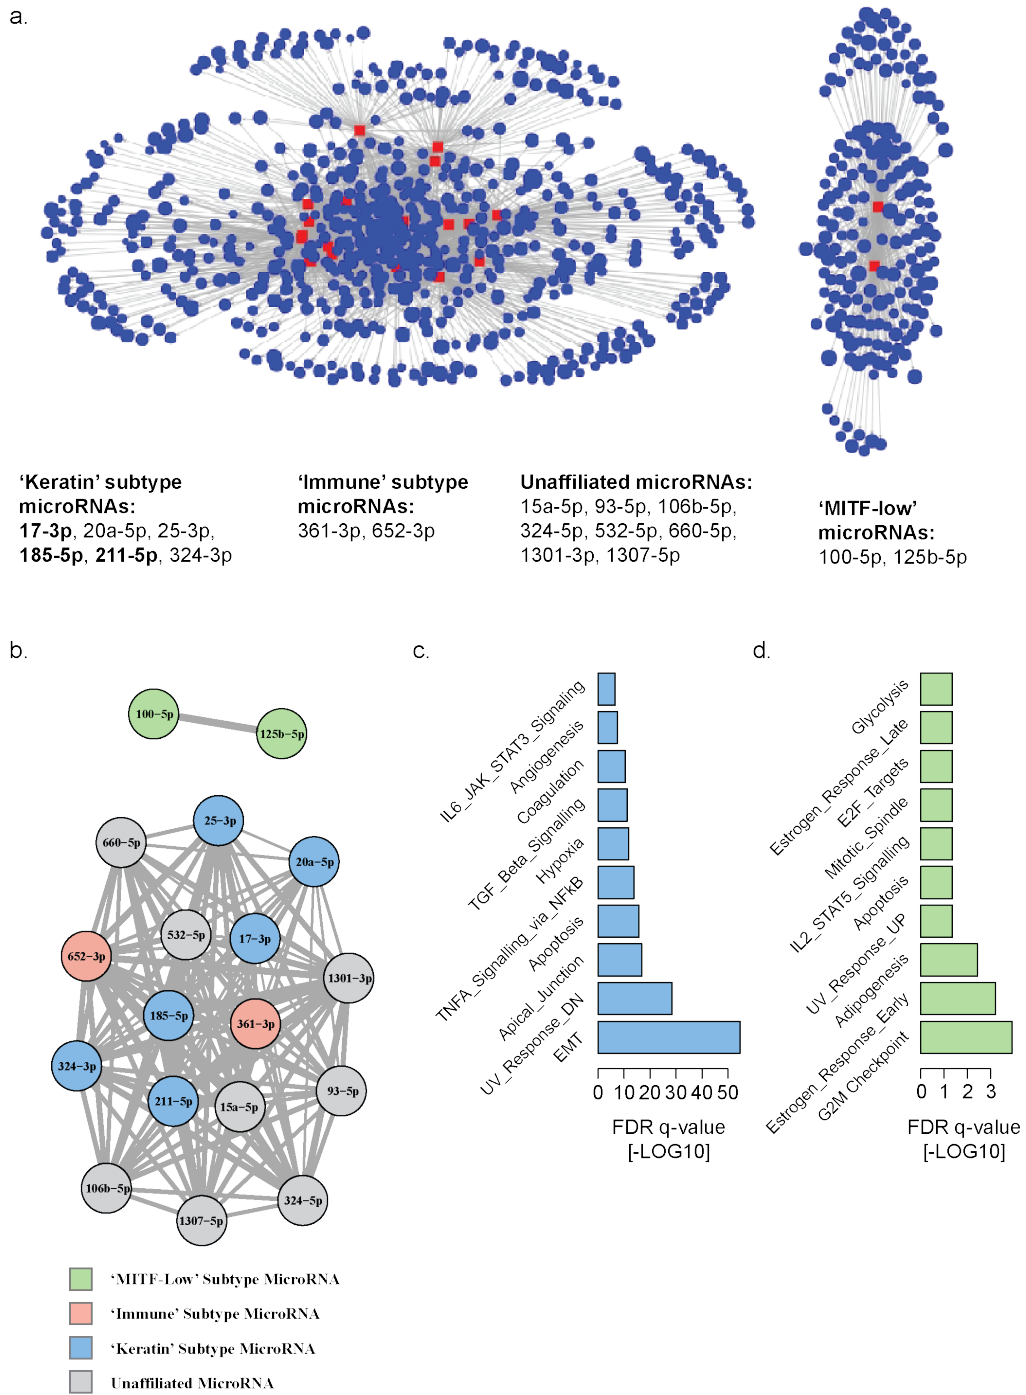 a.
‘Keratin’ subtype
microRNAs:
17-3p, 20a-5p, 25-3p,
185-5p, 211-5p, 324-3p
‘Immune’ subtype
microRNAs:
361-3p, 652-3p
Unaffiliated microRNAs:
15a-5p, 93-5p, 106b-5p,
324-5p, 532-5p, 660-5p,
1301-3p, 1307-5p
‘MITF-low’
microRNAs:
100-5p, 125b-5p
b.
100-5p
125b-5p
25-3p
660-5p
20a-5p
532-5p
17-3p
652-3p
1301-3p
185-5p
361-3p
324-3p
93-5p
211-5p
15a-5p
106b-5p
324-5p
1307-5p
‘MITF-Low’ Subtype MicroRNA
‘Immune’ Subtype MicroRNA
‘Keratin’ Subtype MicroRNA
Unaffiliated MicroRNA
c.
IL6_JAK_STAT3_Signaling
Angiogenesis
Coagulation
TGF_Beta_Signalling
Hypoxia
TNFA_Signalling_via_NFkB
Apoptosis
Apical_Junction
UV_Response_DN
EMT
0 10 20 30 40 50
FDR q-value
[-LOG10]
d.
Glycolysis
Estrogen_Response_Late
E2F_Targets
Mitotic_Spindle
IL2_STAT5_Signalling
Apoptosis
UV_Response_UP
Adipogenesis
Estrogen_Response_Early
G2M Checkpoint
0 1 2 3
FDR q-value
[-LOG10]